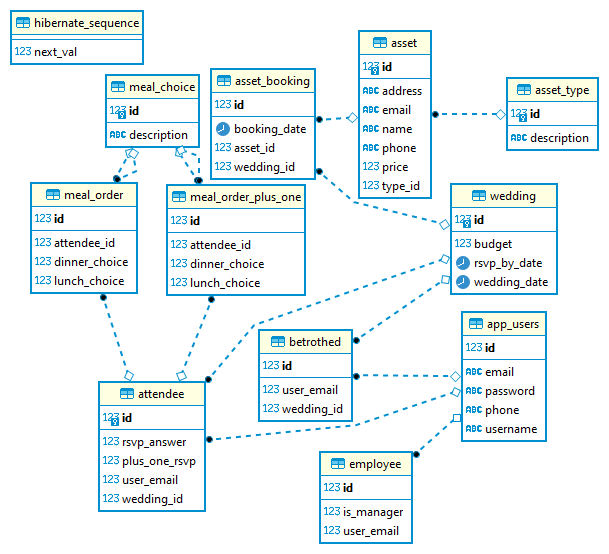 hibernate_sequence
123 next_val
meal_choice
123 id
ABC description
asset_booking
123 id
booking_date
123 asset_id
123 wedding_id
asset
123 id
ABC address
ABC email
ABC name
ABC phone
123 price
123 type_id
asset_type
123 id
ABC description
meal_order
123 id
123 attendee_id
123 dinner_choice
123 lunch_choice
meal_order_plus_one
123 id
123 attendee_id
123 dinner_choice
123 lunch_choice
wedding
123 id
123 budget
rsvp_by_date
wedding_date
betrothed
123 id
123 user_email
123 wedding_id
app_users
123 id
ABC email
ABC password
ABC phone
ABC username
attendee
123 id
123 rsvp_answer
123 plus_one_rsvp
123 user_email
123 wedding_id
employee
123 id
123 is_manager
123 user_email